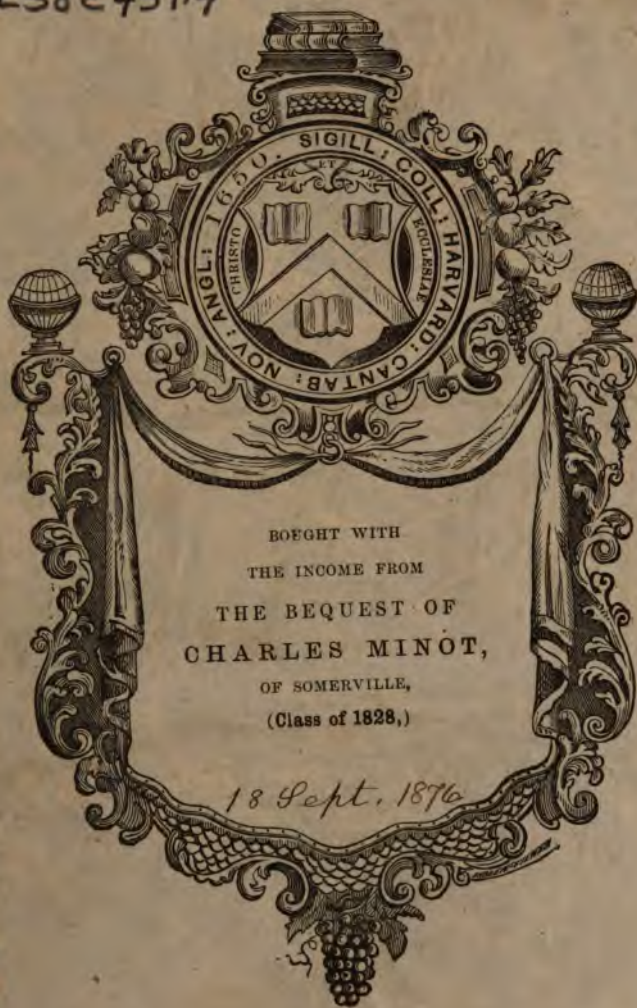 SIGILL: COLL: HARVARD: CANTAB: NOV: ANGL: 1650.
ET
CHRISTO
ECCLESIAE
BOUGHT WITH
THE INCOME FROM
THE BEQUEST OF
CHARLES MINOT,
OF SOMERVILLE,
(Class of 1828,)
18 Sept. 1876